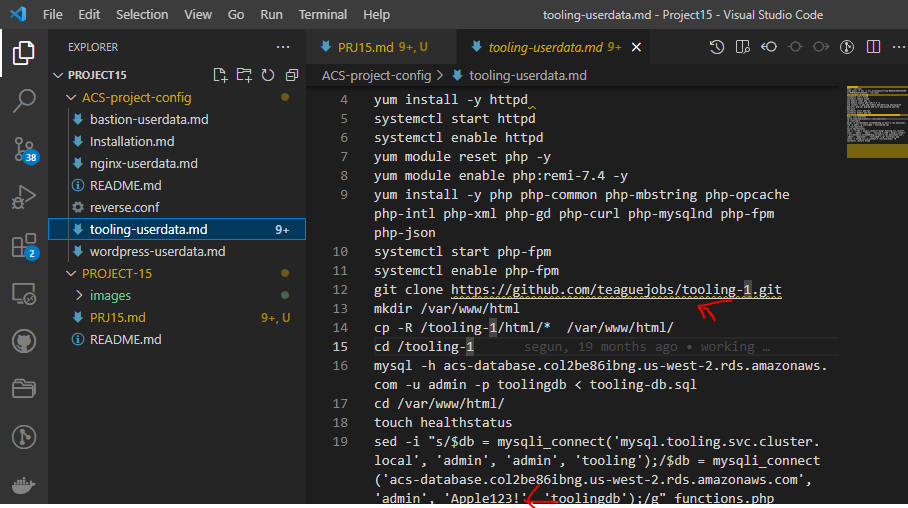 File Edit Selection View Go Run Terminal Help tooling-userdata.md - Project15 - Visual Studio Code
EXPLORER
PROJECT15
ACS-project-config
bastion-userdata.md
Installation.md
nginx-userdata.md
README.md
reverse.conf
tooling-userdata.md 9+
wordpress-userdata.md
PROJECT-15
images
PRJ15.md 9+, U
README.md
38
2
PRJ15.md 9+, U tooling-userdata.md 9+
ACS-project-config > tooling-userdata.md
4 yum install -y httpd
5 systemctl start httpd
6 systemctl enable httpd
7 yum module reset php -y
8 yum module enable php:remi-7.4 -y
9 yum install -y php php-common php-mbstring php-opcache
php-intl php-xml php-gd php-curl php-mysqlnd php-fpm
php-json
10 systemctl start php-fpm
11 systemctl enable php-fpm
12 git clone https://github.com/teaguejobs/tooling-1.git
13 mkdir /var/www/html
14 cp -R /tooling-1/html/*  /var/www/html/
15 cd /tooling-1 segun, 19 months ago • working …
16 mysql -h acs-database.col2be86ibng.us-west-2.rds.amazonaws.
com -u admin -p toolingdb < tooling-db.sql
17 cd /var/www/html/
18 touch healthstatus
19 sed -i "s/$db = mysqli_connect('mysql.tooling.svc.cluster.
local', 'admin', 'admin', 'tooling');/$db = mysqli_connect
('acs-database.col2be86ibng.us-west-2.rds.amazonaws.com',
'admin', 'Apple123!', 'toolingdb');/g" functions.php